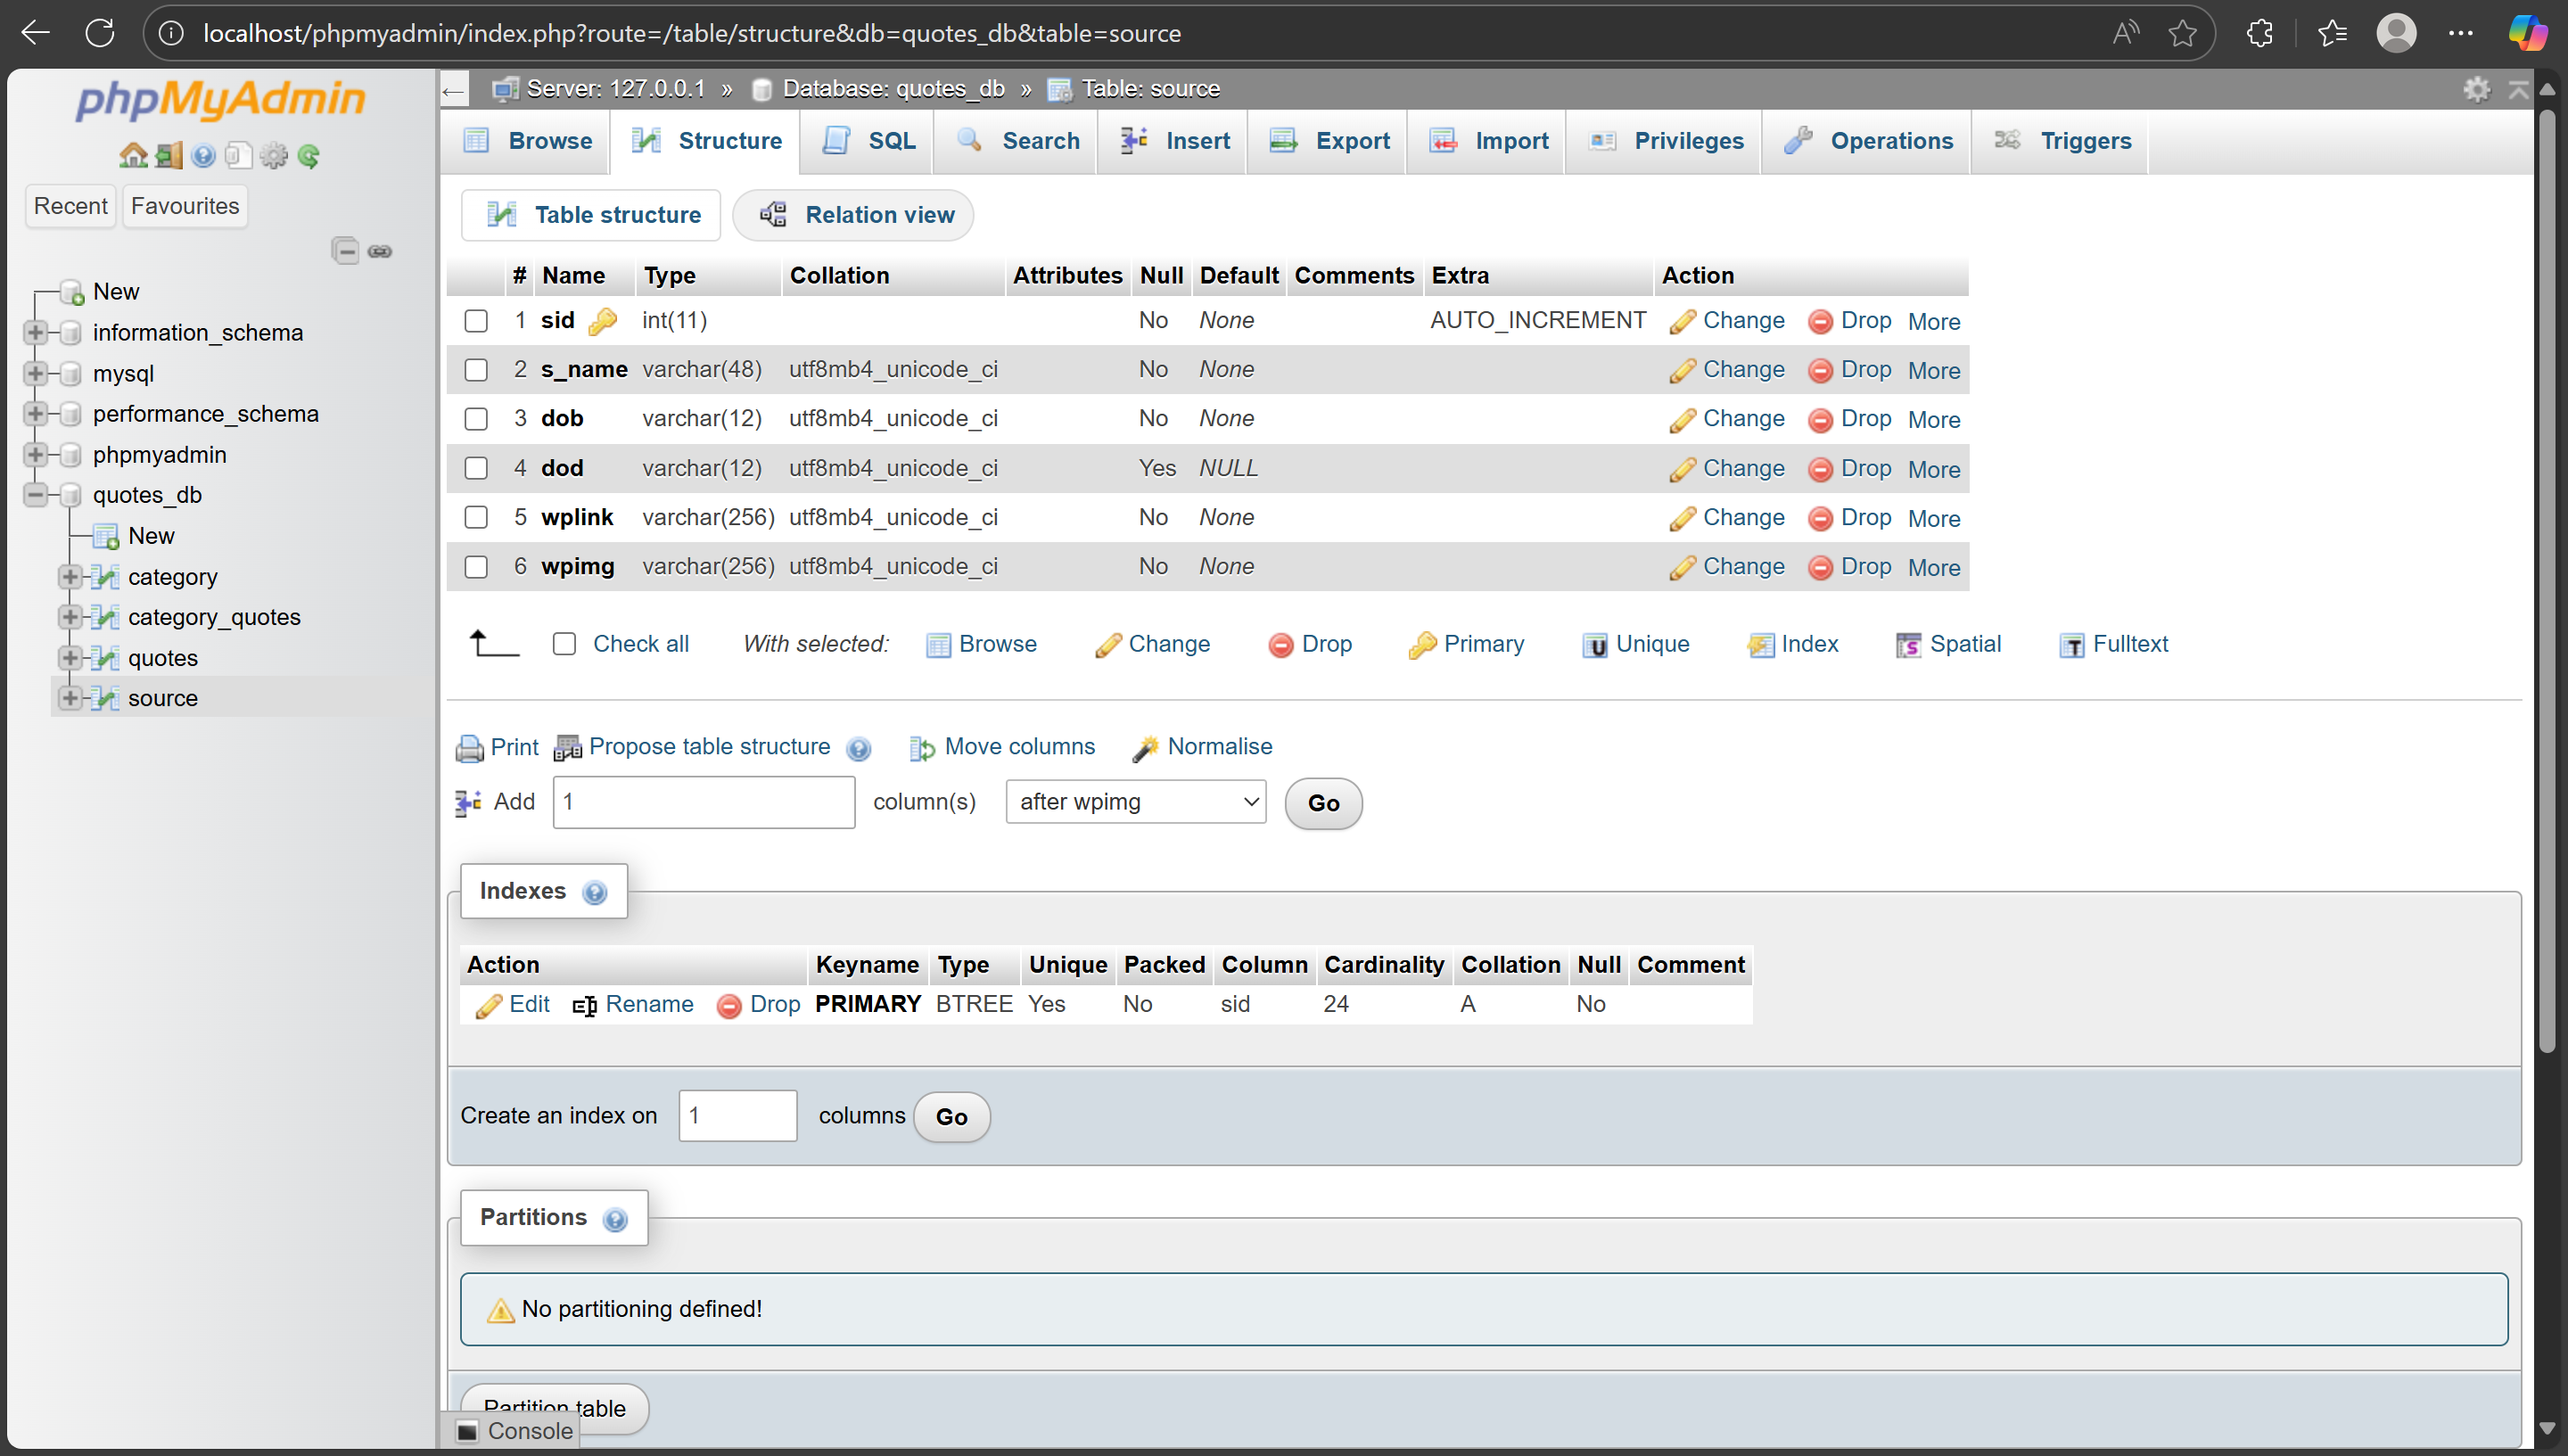 localhost/phpmyadmin/index.php?route=/table/structure&db=quotes_db&table=source
phpMyAdmin
Recent Favourites
New
information_schema
mysql
performance_schema
phpmyadmin
quotes_db
New
category
category_quotes
quotes
source
Server: 127.0.0.1 » Database: quotes_db » Table: source
Browse Structure SQL Search Insert Export Import Privileges Operations Triggers
Table structure Relation view
# Name Type Collation Attributes Null Default Comments Extra Action
1 sid int(11) No None AUTO_INCREMENT Change Drop More
2 s_name varchar(48) utf8mb4_unicode_ci No None Change Drop More
3 dob varchar(12) utf8mb4_unicode_ci No None Change Drop More
4 dod varchar(12) utf8mb4_unicode_ci Yes NULL Change Drop More
5 wplink varchar(256) utf8mb4_unicode_ci No None Change Drop More
6 wpimg varchar(256) utf8mb4_unicode_ci No None Change Drop More
Check all With selected: Browse Change Drop Primary Unique Index Spatial Fulltext
Print Propose table structure Move columns Normalise
Add 1 column(s) after wpimg Go
Indexes
Action Keyname Type Unique Packed Column Cardinality Collation Null Comment
Edit Rename Drop PRIMARY BTREE Yes No sid 24 A No
Create an index on 1 columns Go
Partitions
No partitioning defined!
Partition table
Console